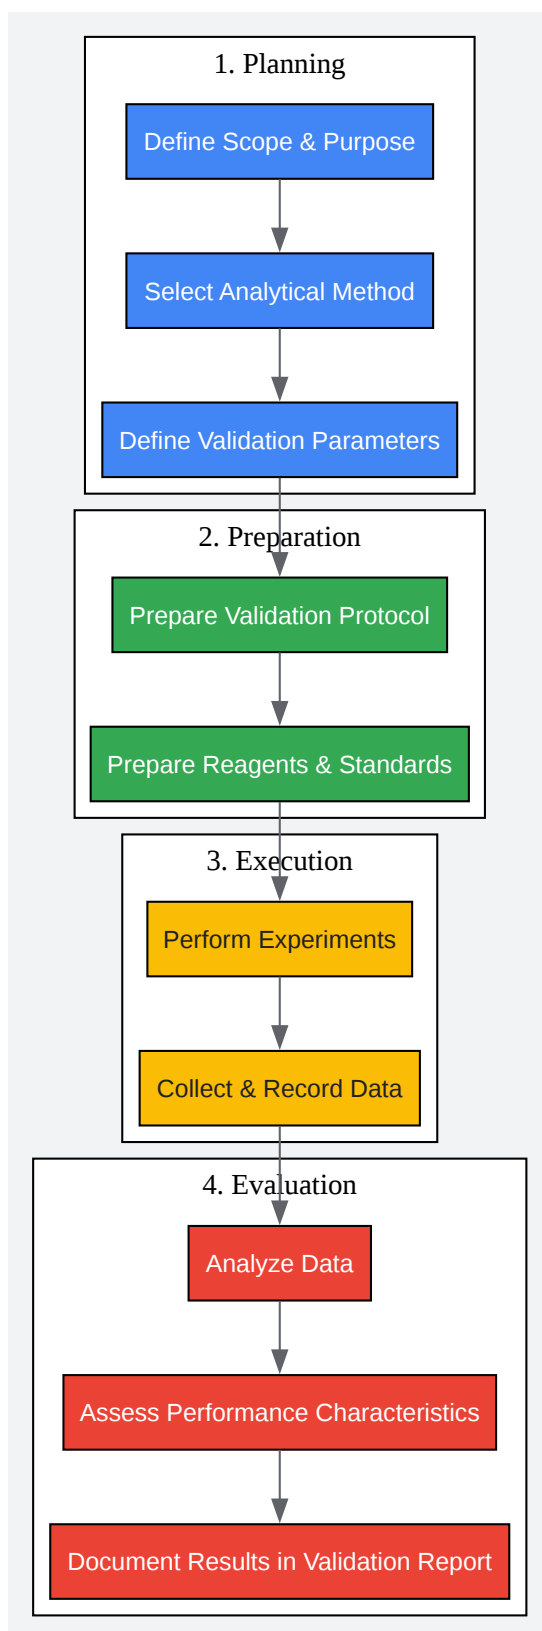 1. Planning
Define Scope & Purpose
Select Analytical Method
Define Validation Parameters
2. Preparation
Prepare Validation Protocol
Prepare Reagents & Standards
3. Execution
Perform Experiments
Collect & Record Data
4. Evaluation
Analyze Data
Assess Performance Characteristics
Document Results in Validation Report